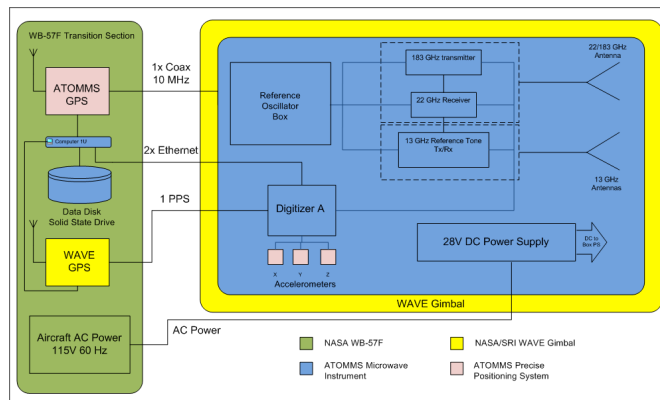 WB-57F Transition Section
ATOMMS
GPS
Computer 1U
Data Disk
Solid State Drive
WAVE
GPS
Aircraft AC Power
115V 60 Hz
1x Coax
10 MHz
2x Ethernet
1 PPS
AC Power
Reference
Oscillator
Box
183 GHz transmitter
22 GHz Receiver
13 GHz Reference Tone
Tx/Rx
22/183 GHz
Antenna
13 GHz
Antennas
Digitizer A
X Y Z
Accelerometers
28V DC Power Supply
DC to
Box PS
WAVE Gimbal
NASA WB-57F
NASA/SRI WAVE Gimbal
ATOMMS Microwave
Instrument
ATOMMS Precise
Positioning System